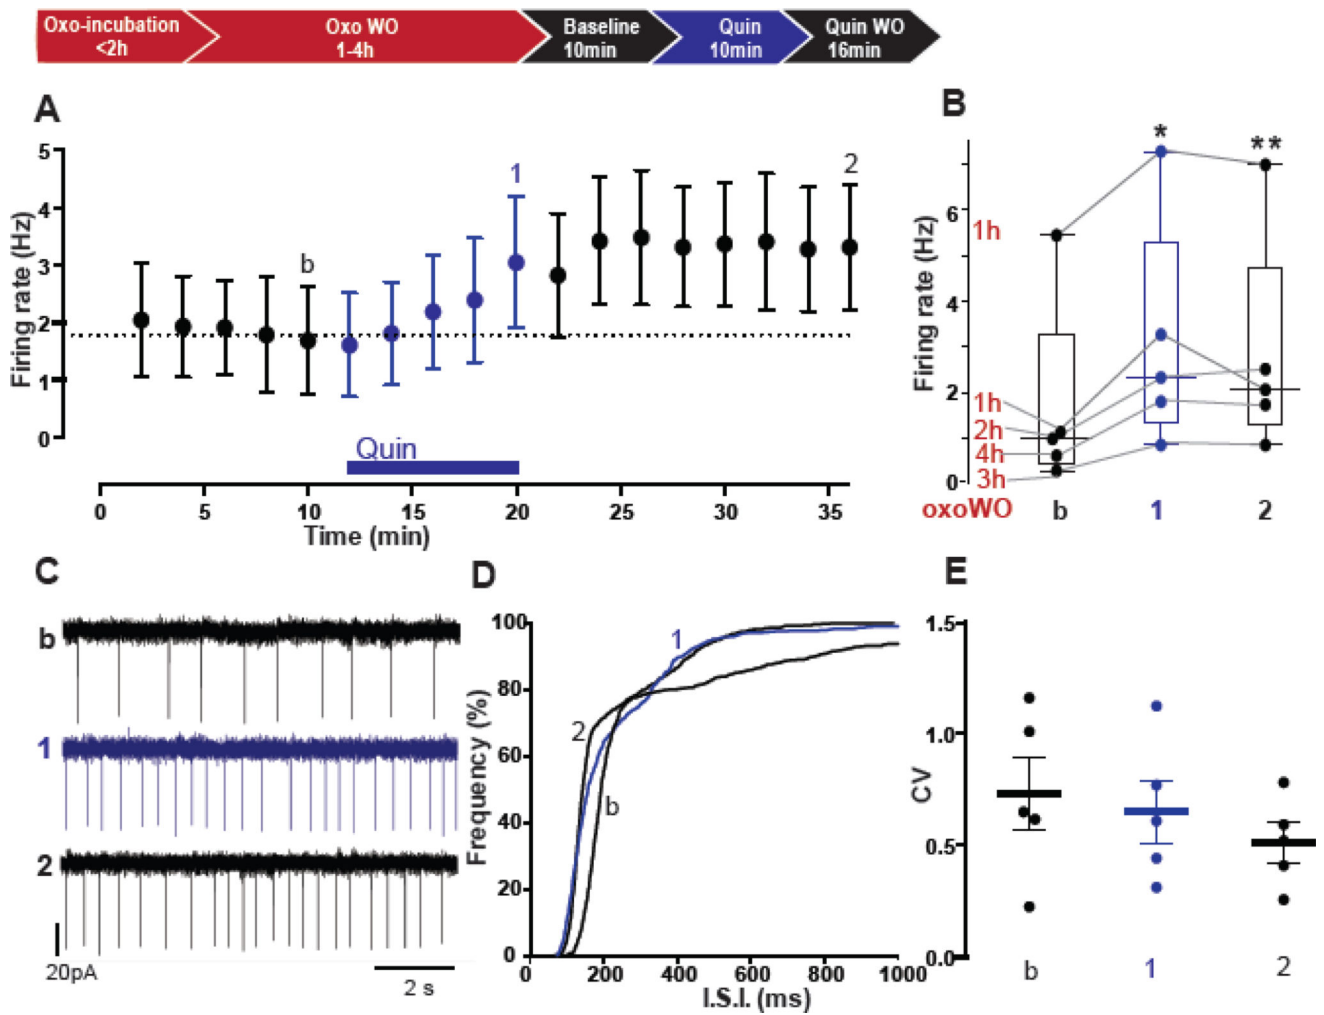 Oxo-incubation
<2h
Oxo WO
1-4h
Baseline
10min
Quin
10min
Quin WO
16min
A
Firing rate (Hz)
5
4
3
2
1
0
b
1
2
Quin
0 5 10 15 20 25 30 35
Time (min)
B
Firing rate (Hz)
6
4
2
0
* **
1h
1h
2h
4h
3h
oxoWO b 1 2
C
b
1
2
20pA
2 s
D
Frequency (%)
100
80
60
40
20
0
1
2
b
0 200 400 600 800 1000
I.S.I. (ms)
E
CV
1.5
1.0
0.5
0.0
b 1 2